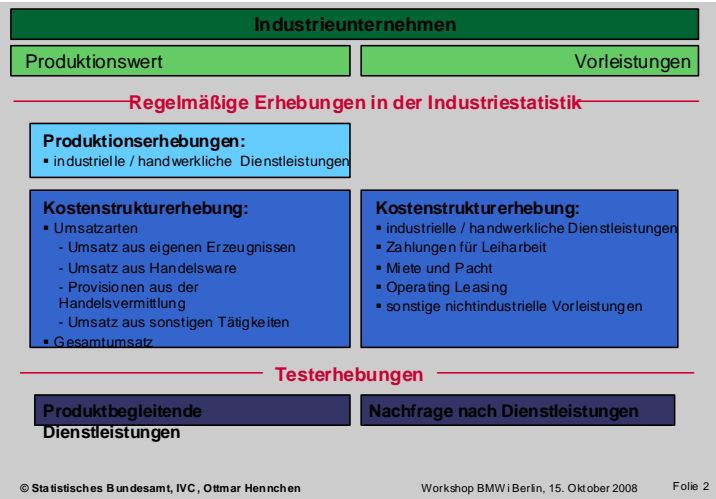 Industrieunternehmen
Produktionswert
Vorleistungen
Regelmäßige Erhebungen in der Industriestatistik
Produktionserhebungen:
▪ industrielle / handwerkliche Dienstleistungen
Kostenstrukturerhebung:
▪ Umsatzarten
- Umsatz aus eigenen Erzeugnissen
- Umsatz aus Handelsware
- Provisionen aus der
Handelsvermittlung
- Umsatz aus sonstigen Tätigkeiten
▪ Gesamtumsatz
Kostenstrukturerhebung:
▪ industrielle / handwerkliche Dienstleistungen
▪ Zahlungen für Leiharbeit
▪ Miete und Pacht
▪ Operating Leasing
▪ sonstige nichtindustrielle Vorleistungen
Testerhebungen
Produktbegleitende
Dienstleistungen
Nachfrage nach Dienstleistungen
© Statistisches Bundesamt, IVC, Ottmar Hennchen
Workshop BMWi Berlin, 15. Oktober 2008
Folie 2